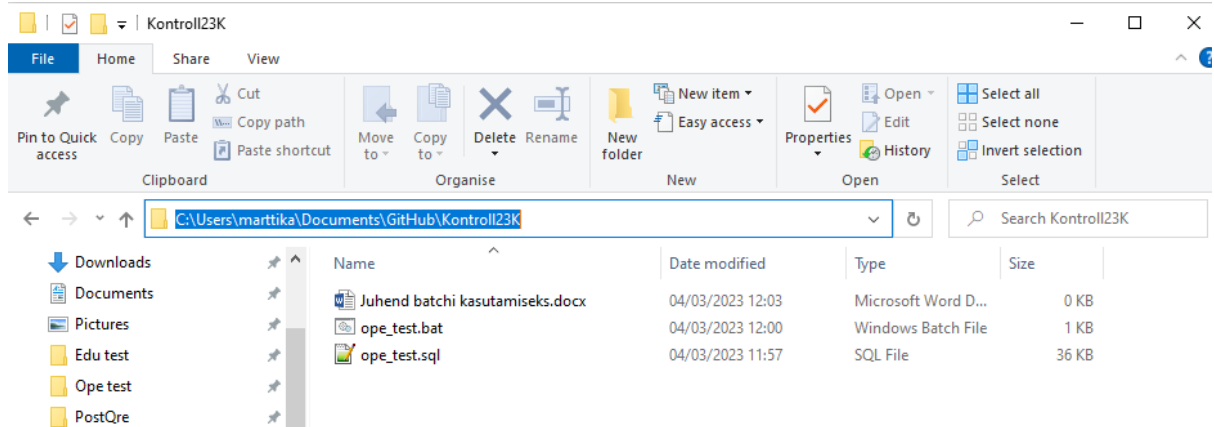 Kontroll23K
File Home Share View
Pin to Quick access
Copy
Paste
Cut
Copy path
Paste shortcut
Clipboard
Move to
Copy to
Delete
Rename
Organise
New folder
New item
Easy access
New
Properties
Open
Edit
History
Open
Select all
Select none
Invert selection
Select
C:\Users\marttika\Documents\GitHub\Kontroll23K
Search Kontroll23K
Downloads
Documents
Pictures
Edu test
Ope test
PostQre
Name Date modified Type Size
Juhend batchi kasutamiseks.docx 04/03/2023 12:03 Microsoft Word D... 0 KB
ope_test.bat 04/03/2023 12:00 Windows Batch File 1 KB
ope_test.sql 04/03/2023 11:57 SQL File 36 KB